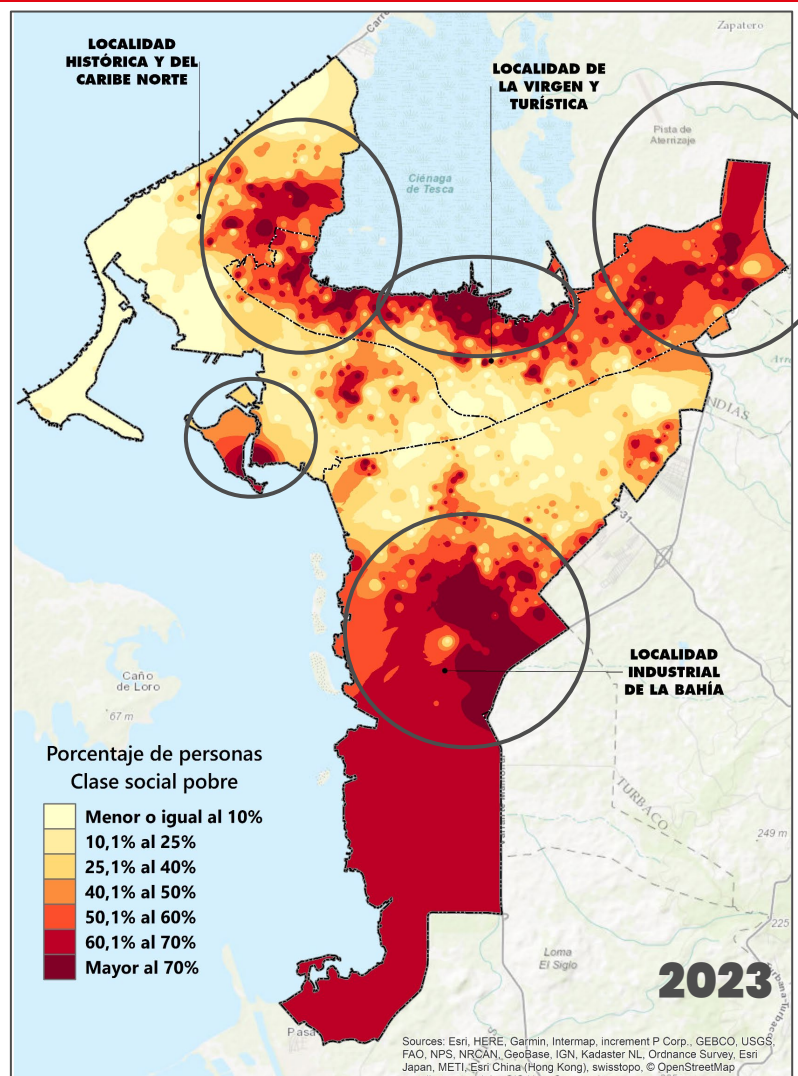 Zapatero
LOCALIDAD
HISTÓRICA Y DEL
CARIBE NORTE
LOCALIDAD DE
LA VIRGEN Y
TURÍSTICA
Pista de
Aterrizaje
Ciénaga
de Tesca
INDIAS
LOCALIDAD
INDUSTRIAL
DE LA BAHÍA
Caño
de Loro
67 m
TURBACO
249 m
Porcentaje de personas
Clase social pobre
Menor o igual al 10%
10,1% al 25%
25,1% al 40%
40,1% al 50%
50,1% al 60%
60,1% al 70%
Mayor al 70%
225
Loma
El Siglo
2023
Sources: Esri, HERE, Garmin, Intermap, increment P Corp., GEBCO, USGS,
FAO, NPS, NRCAN, GeoBase, IGN, Kadaster NL, Ordnance Survey, Esri
Japan, METI, Esri China (Hong Kong), swisstopo, © OpenStreetMap